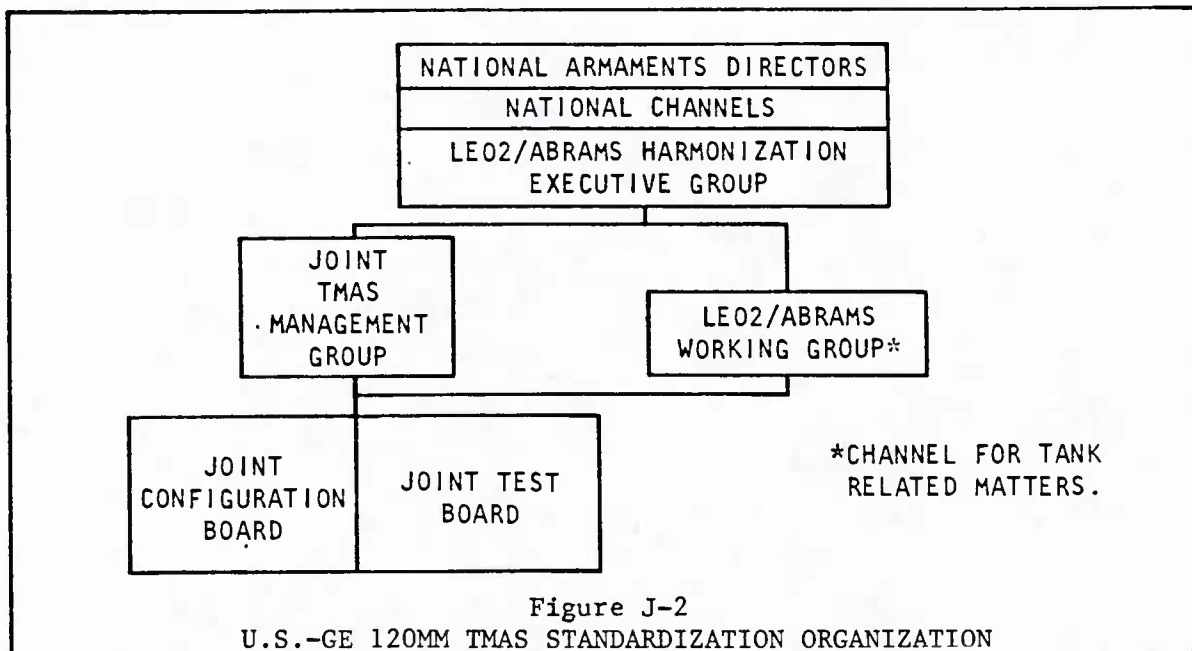 NATIONAL ARMAMENTS DIRECTORS
NATIONAL CHANNELS
LEO2/ABRAMS HARMONIZATION
EXECUTIVE GROUP
JOINT
TMAS
MANAGEMENT
GROUP
LEO2/ABRAMS
WORKING GROUP*
JOINT
CONFIGURATION
BOARD
JOINT TEST
BOARD
*CHANNEL FOR TANK
RELATED MATTERS.
Figure J-2
U.S.-GE 120MM TMAS STANDARDIZATION ORGANIZATION